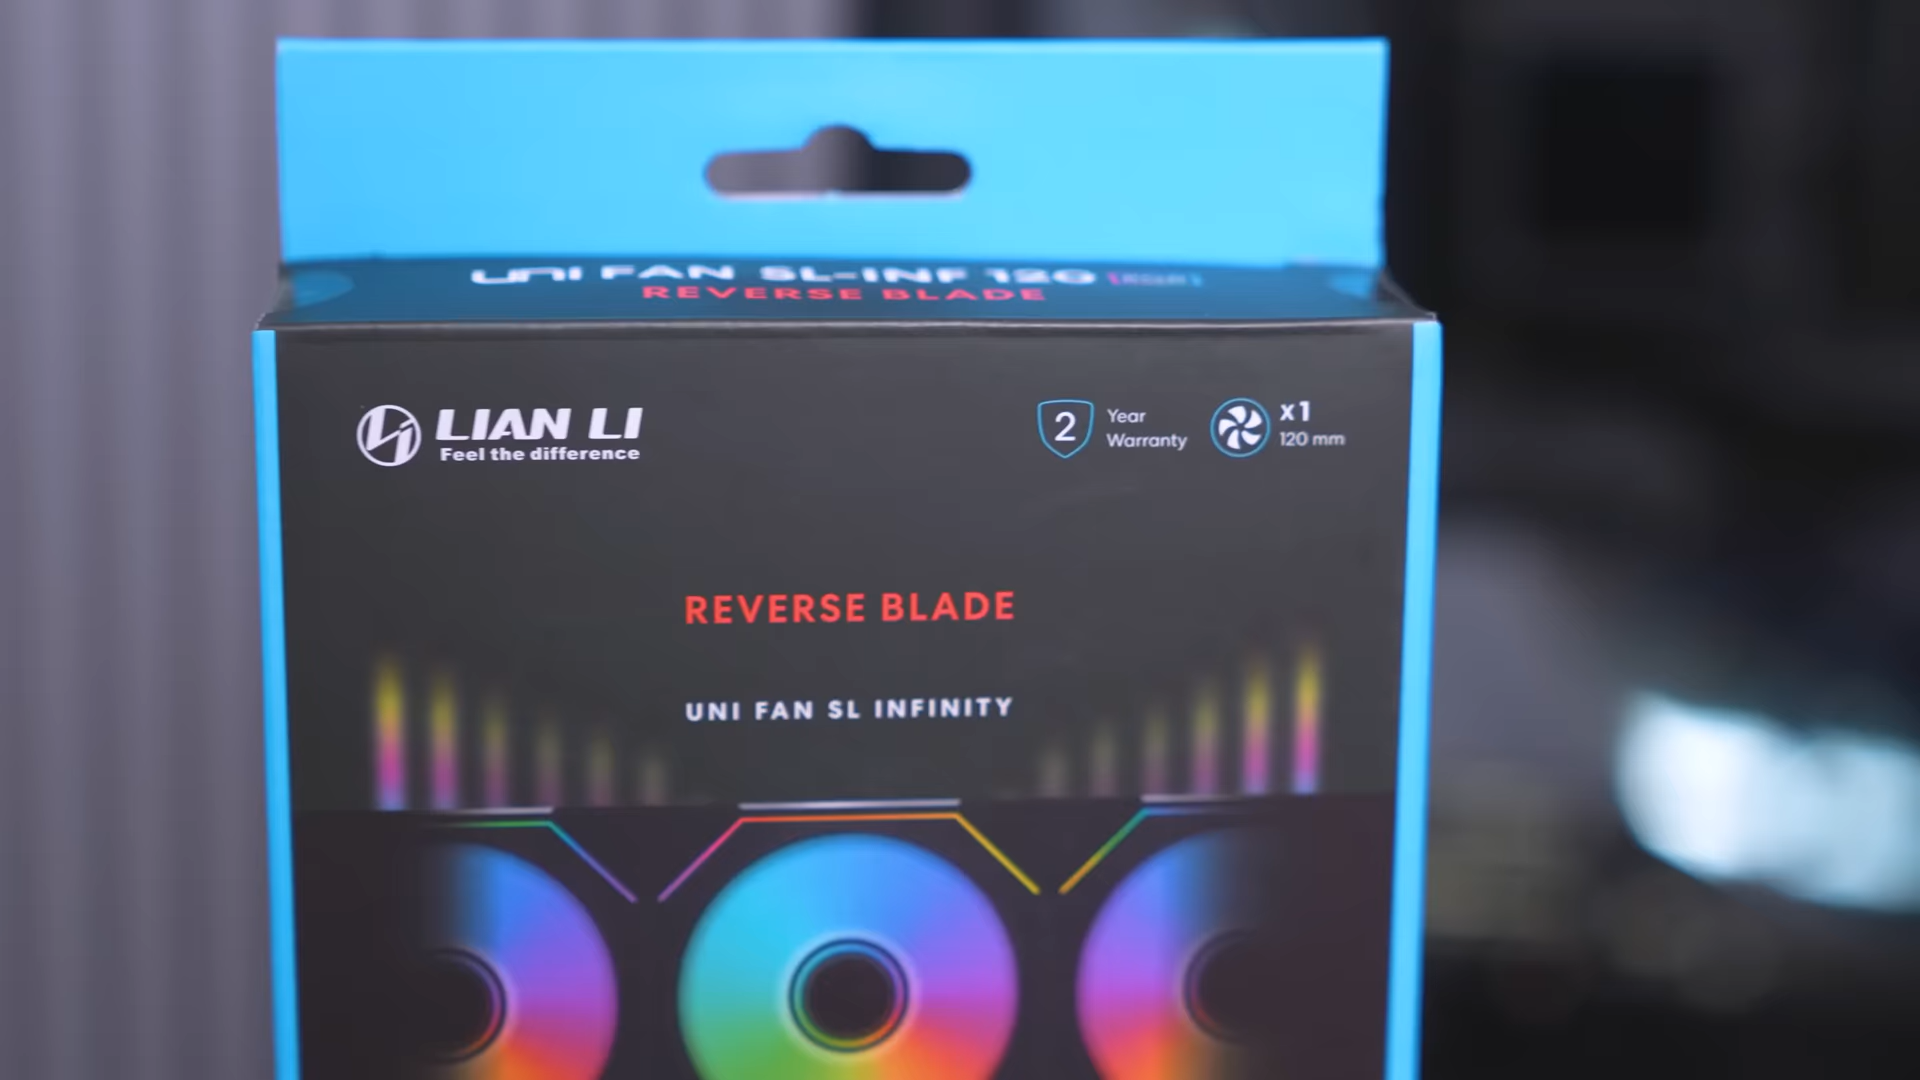 UNI FAN SL-INF 120 [RGB]
REVERSE BLADE
LIAN LI
Feel the difference
2
Year
Warranty
x1
120 mm
REVERSE BLADE
UNI FAN SL INFINITY